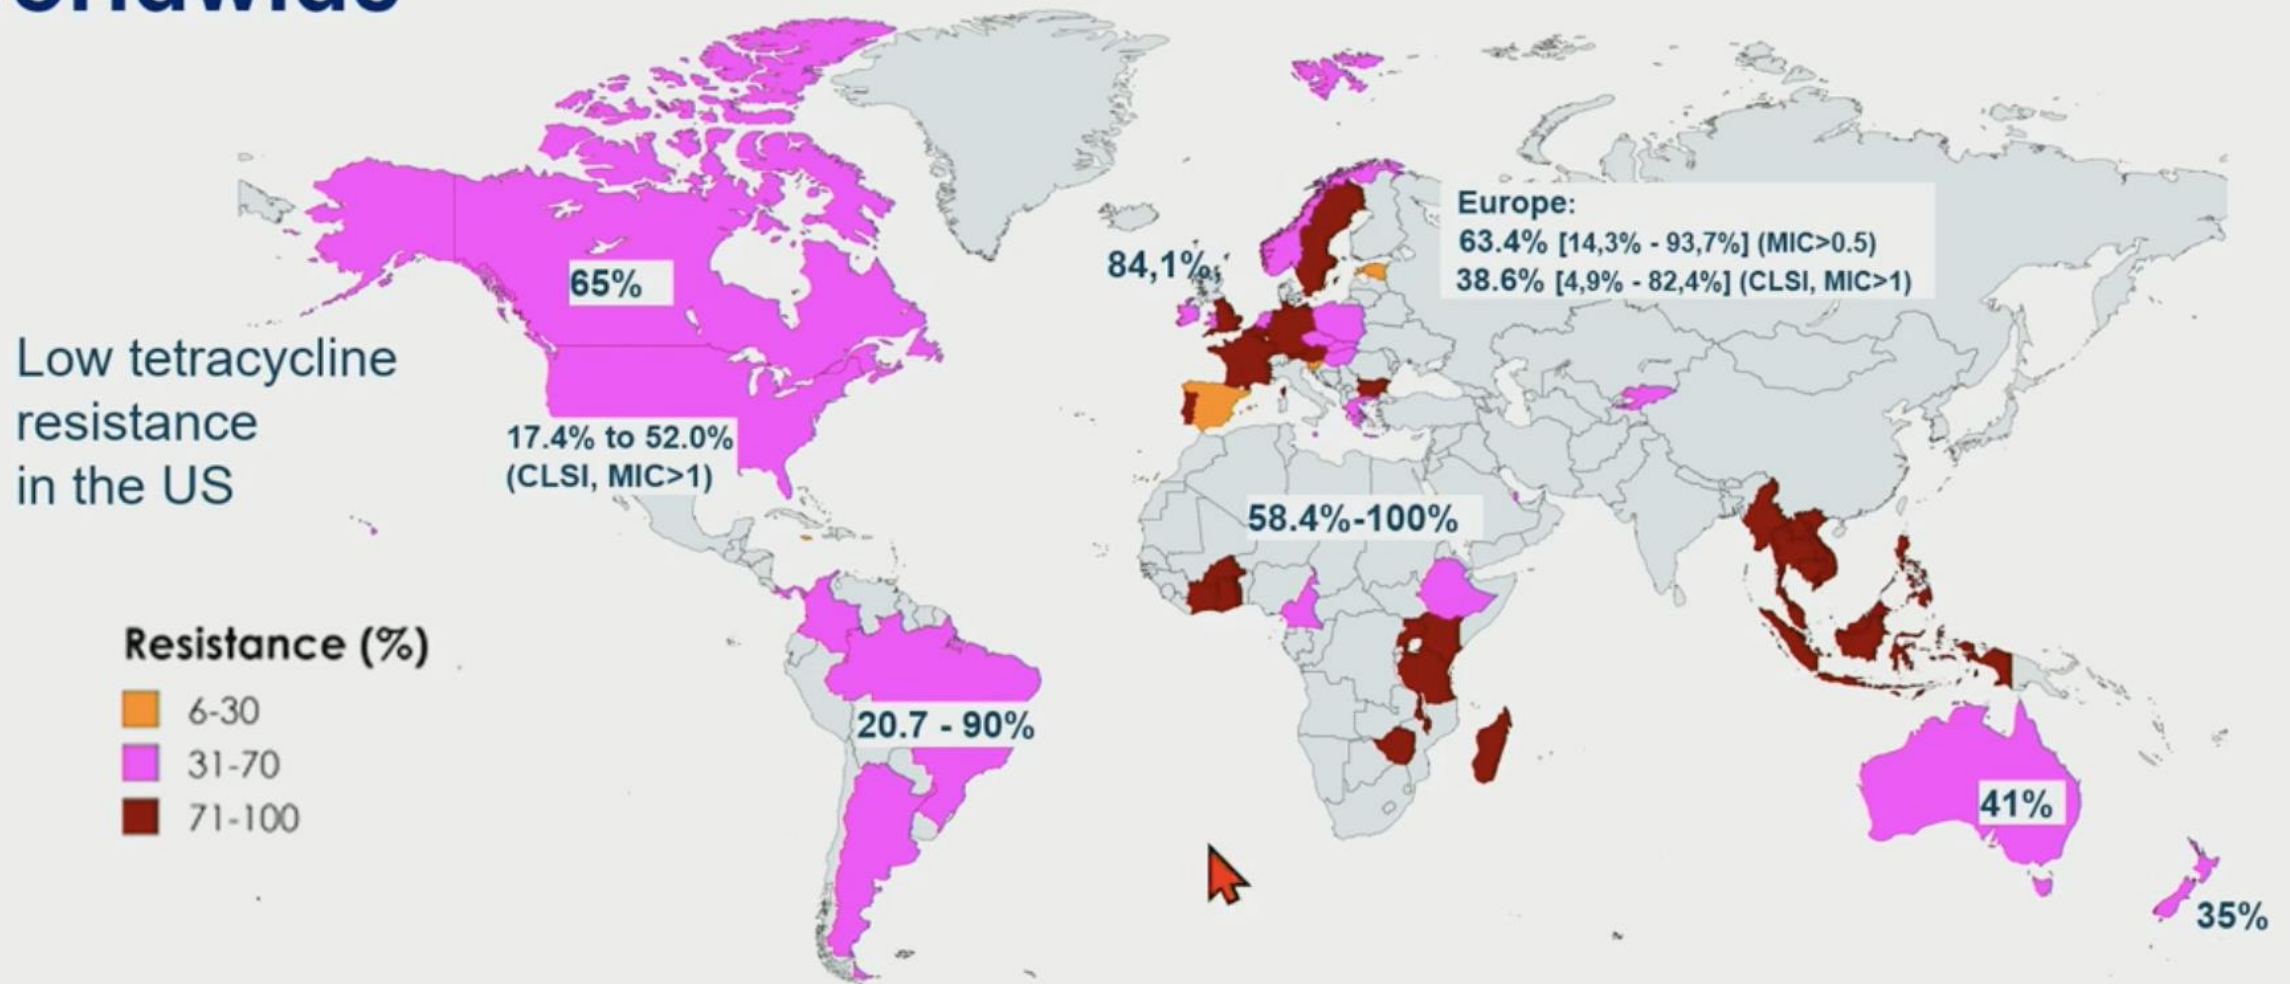 65%
84,1%
Europe:
63.4% [14,3% - 93,7%] (MIC>0.5)
38.6% [4,9% - 82,4%] (CLSI, MIC>1)
Low tetracycline
resistance
in the US
17.4% to 52.0%
(CLSI, MIC>1)
58.4%-100%
Resistance (%)
6-30
31-70
71-100
20.7 - 90%
41%
35%